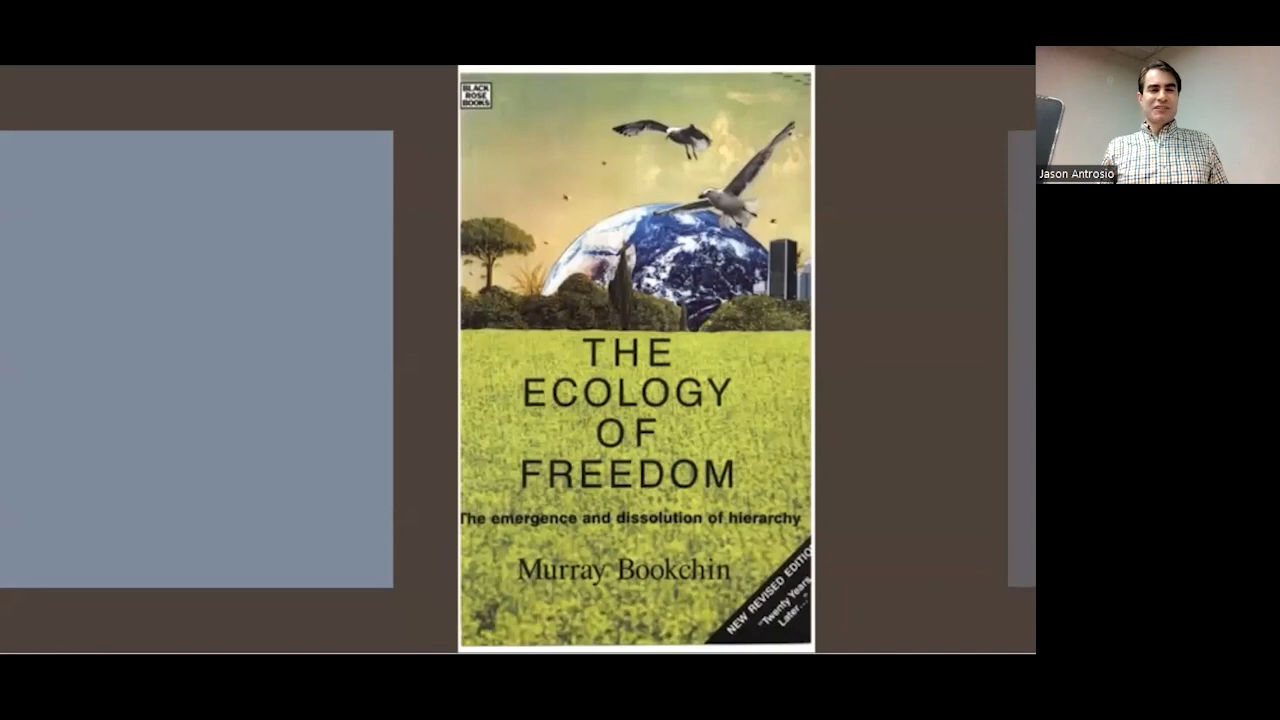 BLACK
ROSE
BOOKS
THE
ECOLOGY
OF
FREEDOM
The emergence and dissolution of hierarchy
Murray Bookchin
NEW REVISED EDITIO
"Twenty Years
Later..."
Jason Antrosio